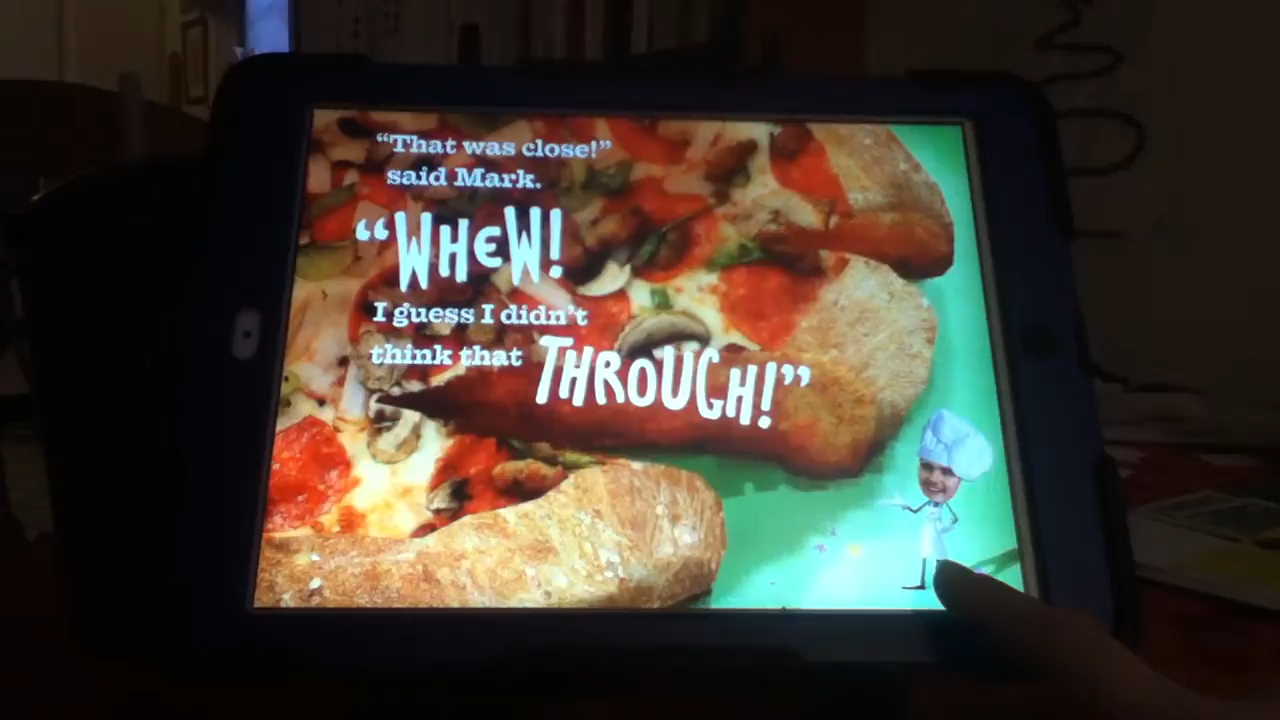 “That was close!”
said Mark.
“WHEW!
I guess I didn’t
think that THROUGH!”